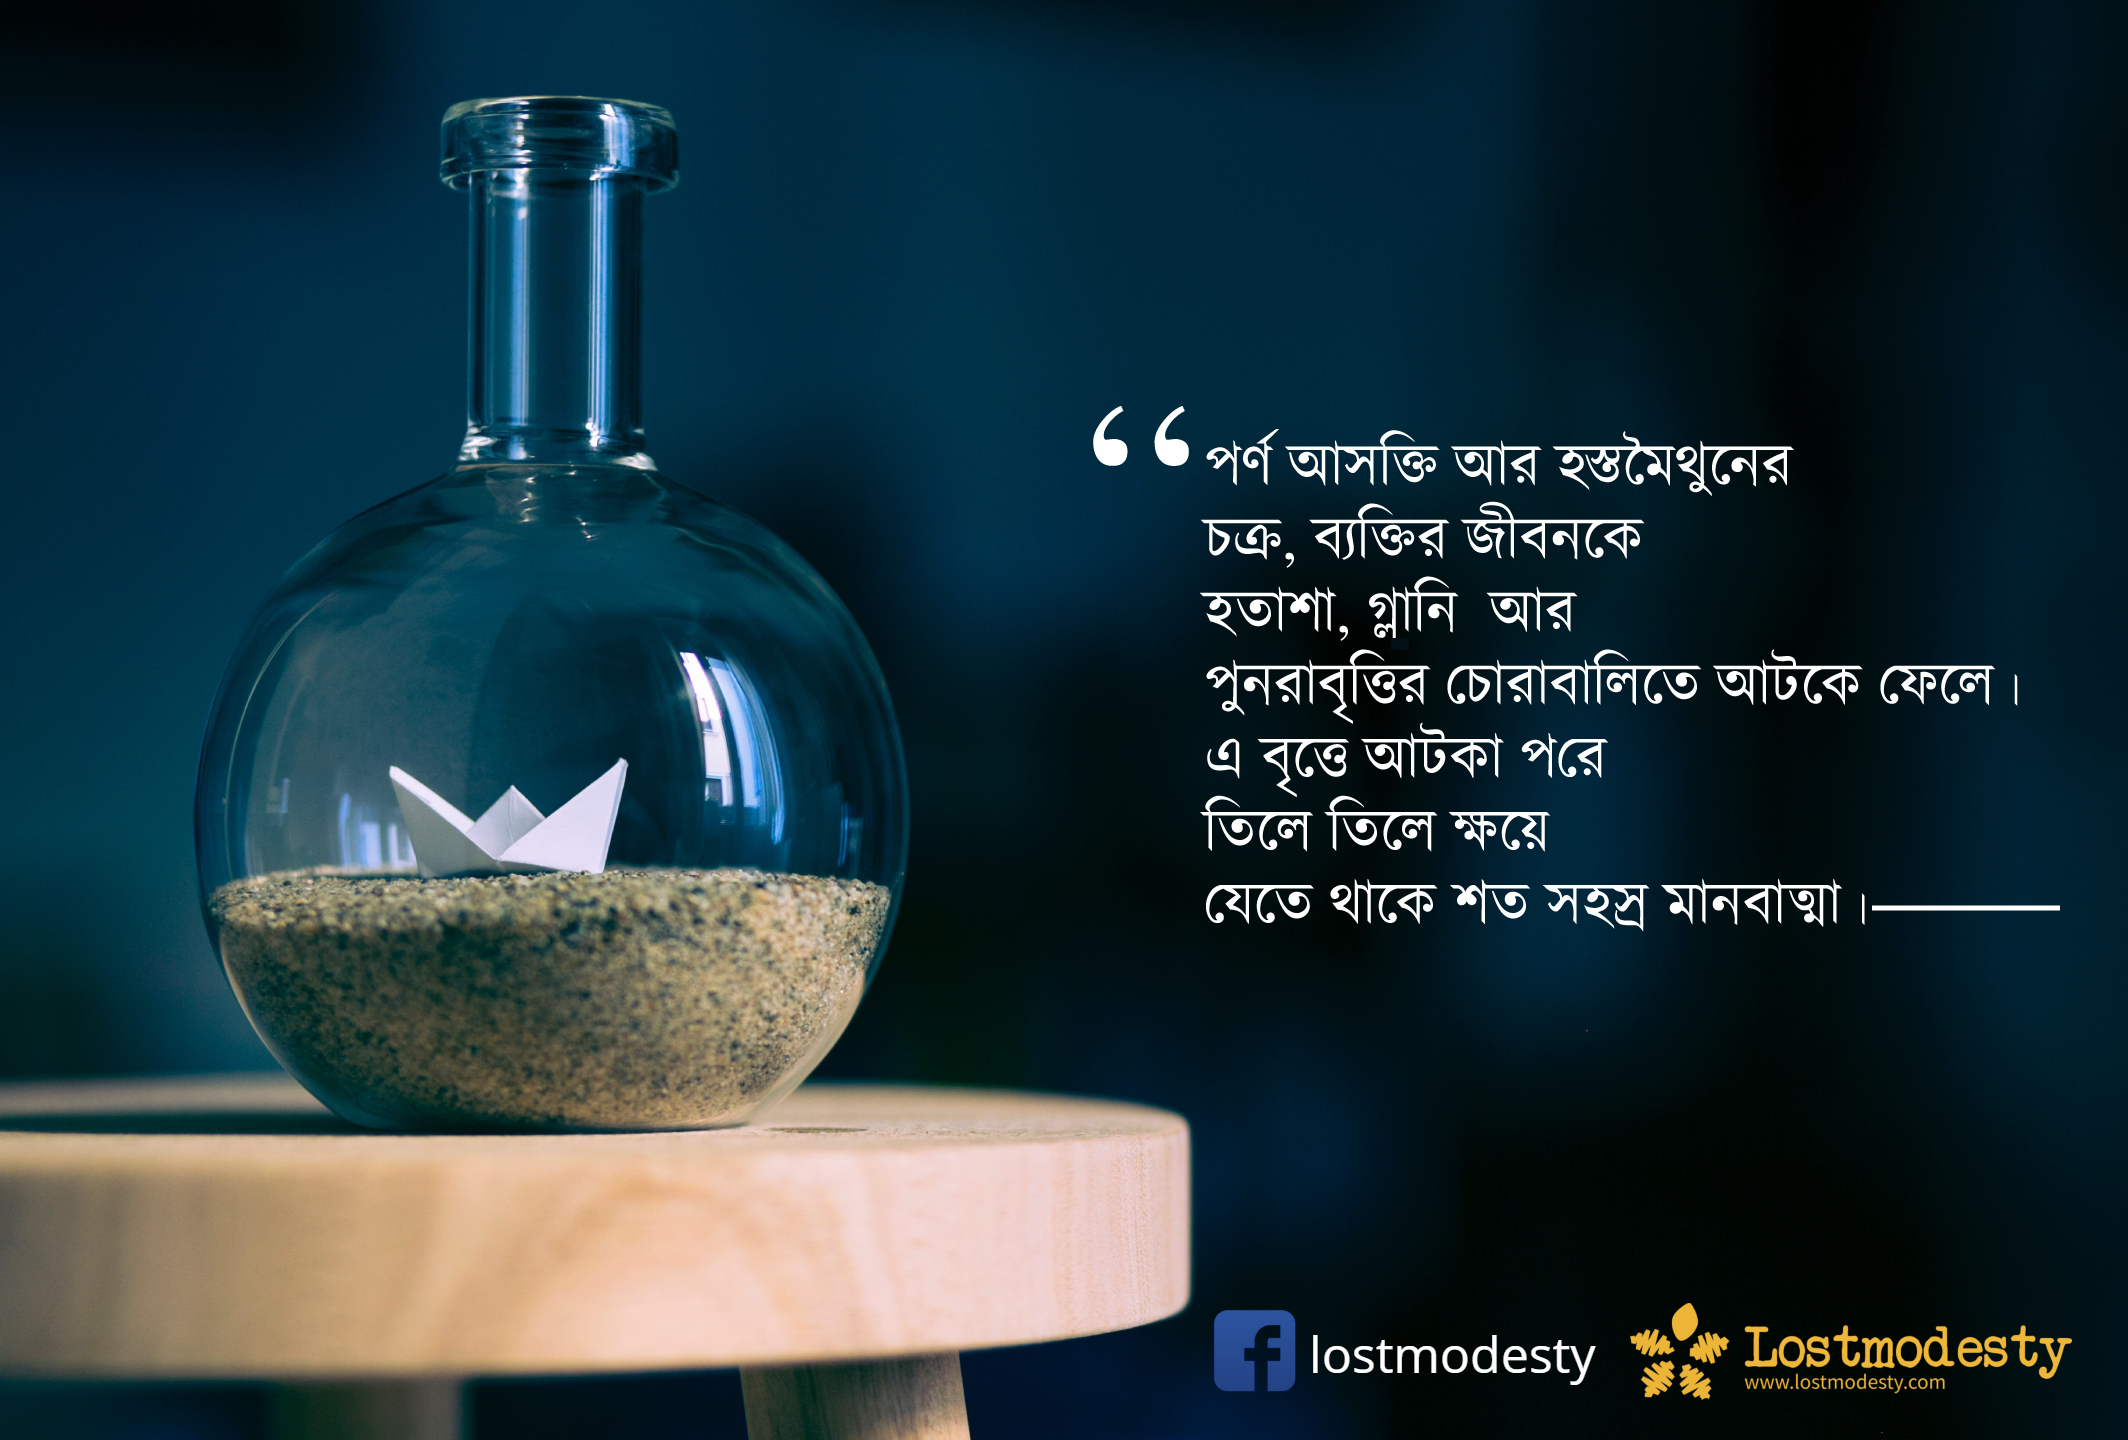 “ পর্ণ আসক্তি আর হস্তমৈথুনের
চক্র, ব্যক্তির জীবনকে
হতাশা, গ্লানি  আর
পুনরাবৃত্তির চোরাবালিতে আটকে ফেলে।
এ বৃত্তে আটকা পরে
তিলে তিলে ক্ষয়ে
যেতে থাকে শত সহস্র মানবাত্মা।
lostmodesty
Lostmodesty
www.lostmodesty.com